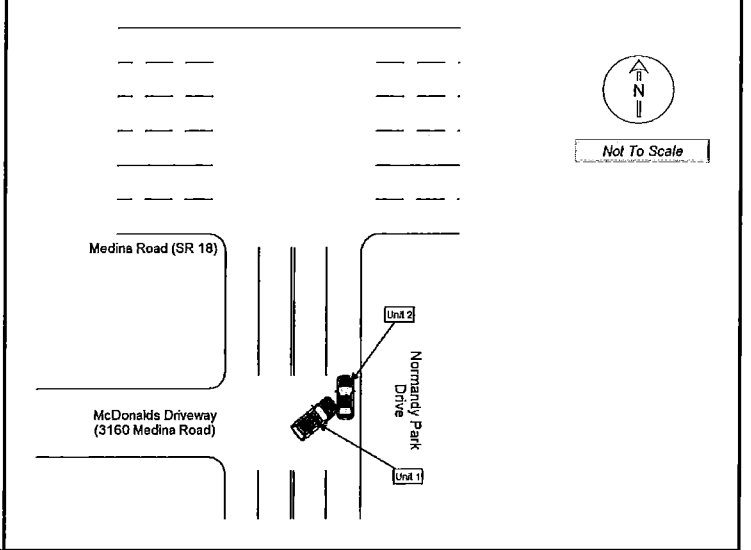 N
Not To Scale
Medina Road (SR 18)
Unit 2
Normandy Park
Drive
McDonalds Driveway
(3160 Medina Road)
Unit 1